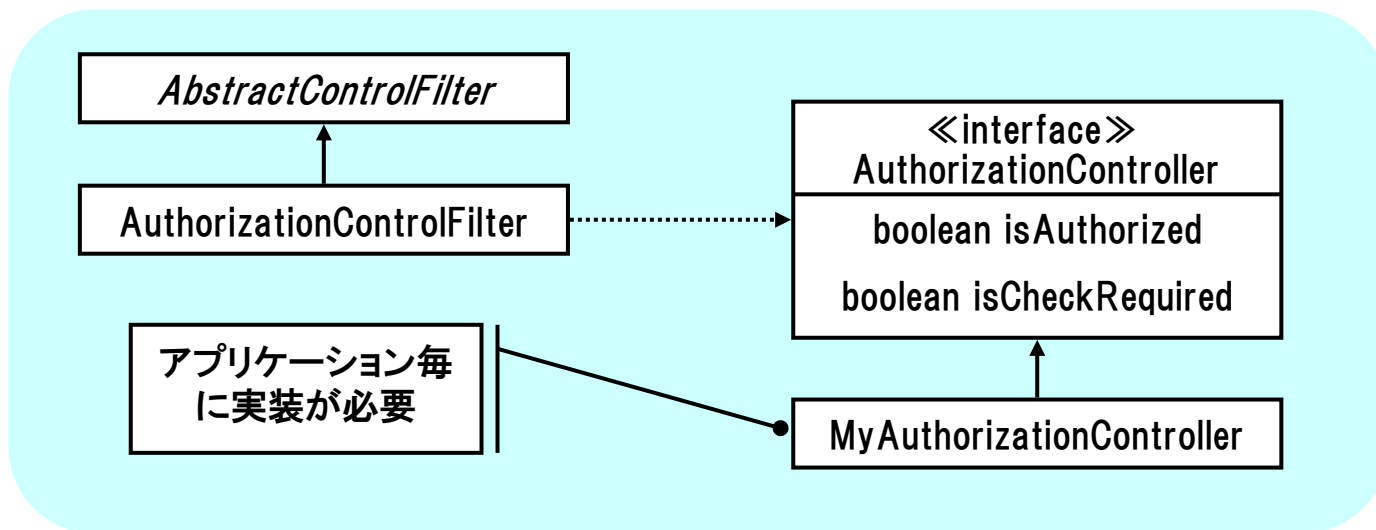 AbstractControlFilter
AuthorizationControlFilter
≪interface≫
AuthorizationController
boolean isAuthorized
boolean isCheckRequired
アプリケーション毎
に実装が必要
MyAuthorizationController